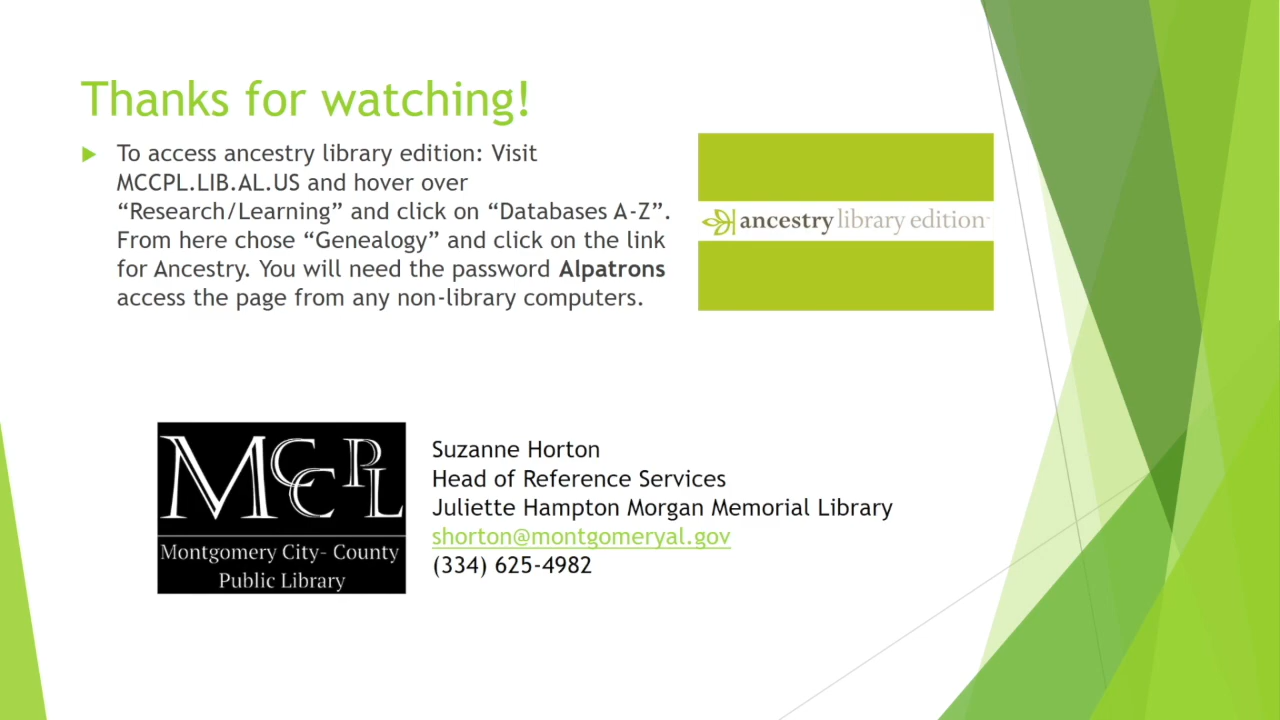 Thanks for watching!
To access ancestry library edition: Visit
MCCPL.LIB.AL.US and hover over
“Research/Learning” and click on “Databases A-Z”.
From here chose “Genealogy” and click on the link
for Ancestry. You will need the password Alpatrons
access the page from any non-library computers.
ancestry library edition
MCCPL
Montgomery City- County
Public Library
Suzanne Horton
Head of Reference Services
Juliette Hampton Morgan Memorial Library
shorton@montgomeryal.gov
(334) 625-4982